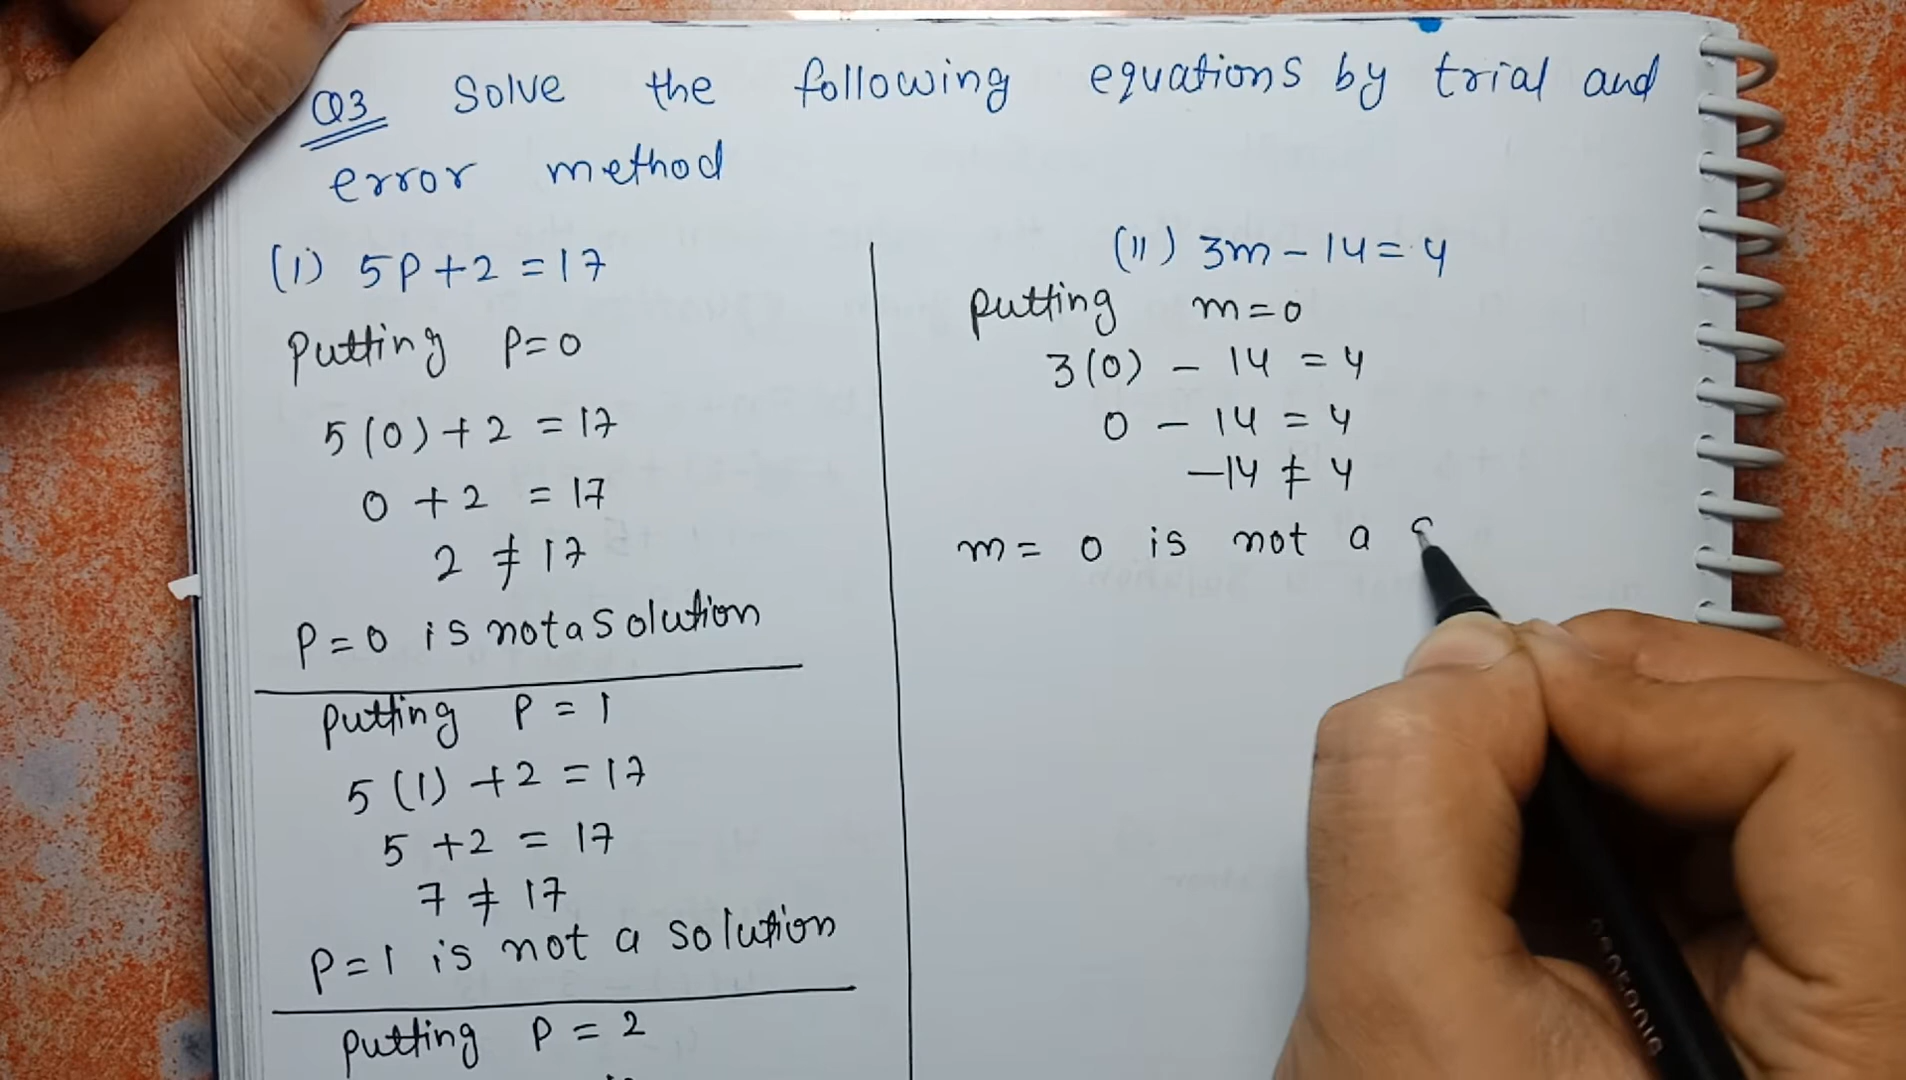 Q3 Solve the following equations by trial and
error method
(i) 5p+2=17
Putting P=0
5(0)+2=17
0+2=17
2≠17
P=0 is not a Solution
Putting P=1
5(1)+2=17
5+2=17
7≠17
P=1 is not a solution
Putting P=2
(ii) 3m-14=4
putting m=0
3(0)-14=4
0-14=4
-14≠4
m=0 is not a